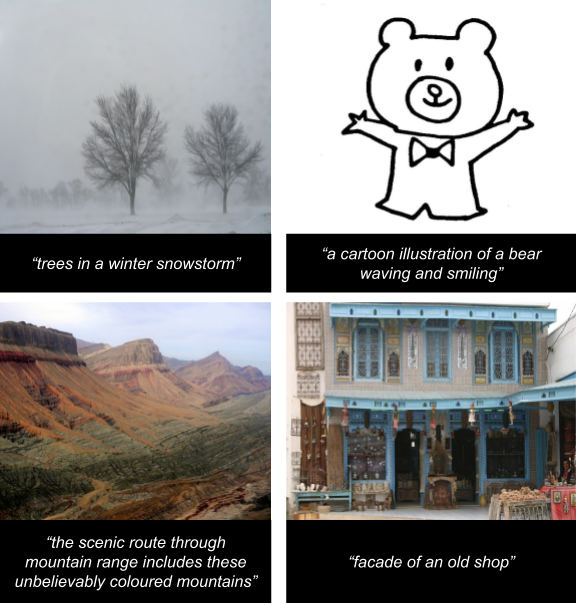 “trees in a winter snowstorm”
“a cartoon illustration of a bear
waving and smiling”
“the scenic route through
mountain range includes these
unbelievably coloured mountains”
“facade of an old shop”